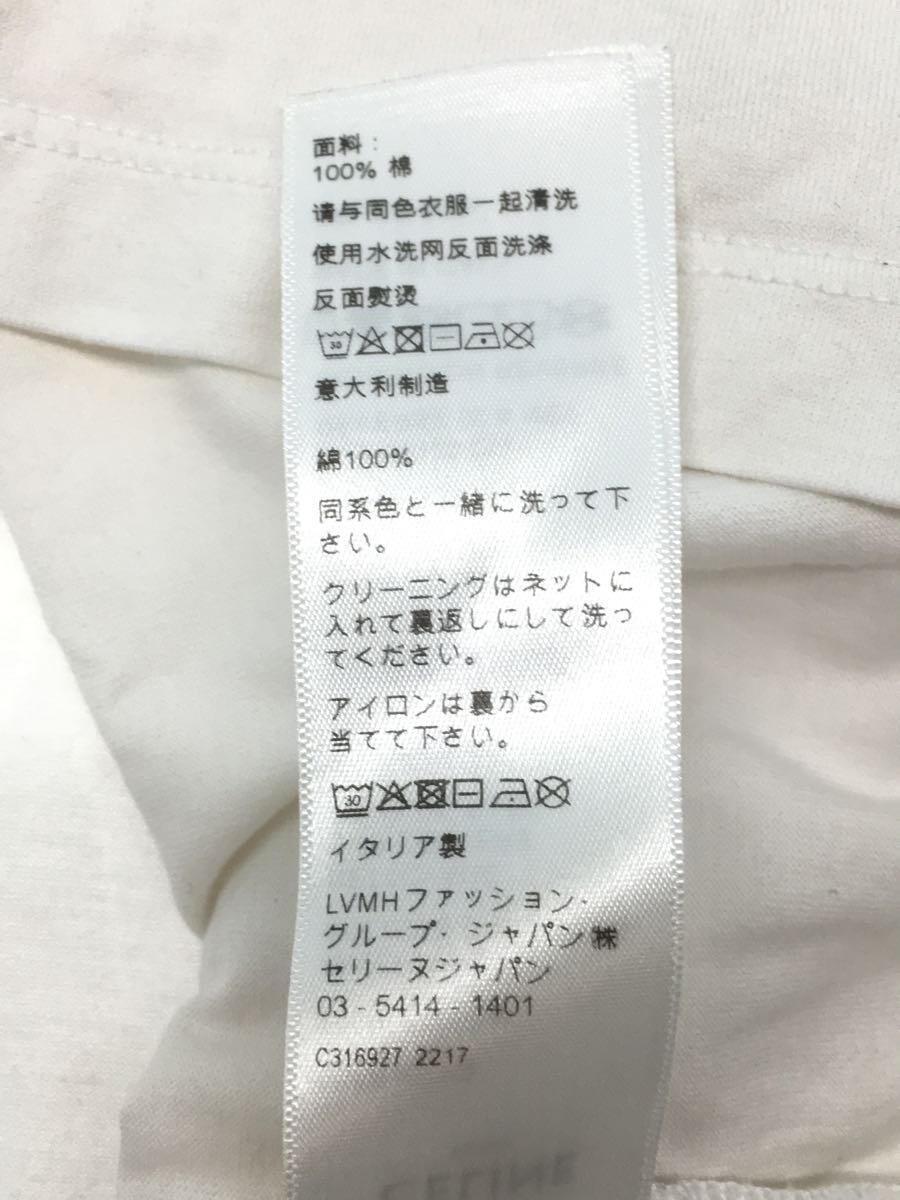 面料：
100% 棉
请与同色衣服一起清洗
使用水洗网反面洗涤
反面熨烫
30
意大利制造
綿100%
同系色と一緒に洗って下
さい。
クリーニングはネットに
入れて裏返しにして洗っ
てください。
アイロンは裏から
当てて下さい。
30
イタリア製
LVMHファッション・
グループ・ジャパン㈱
セリーヌジャパン
03 - 5414 - 1401
C316927 2217